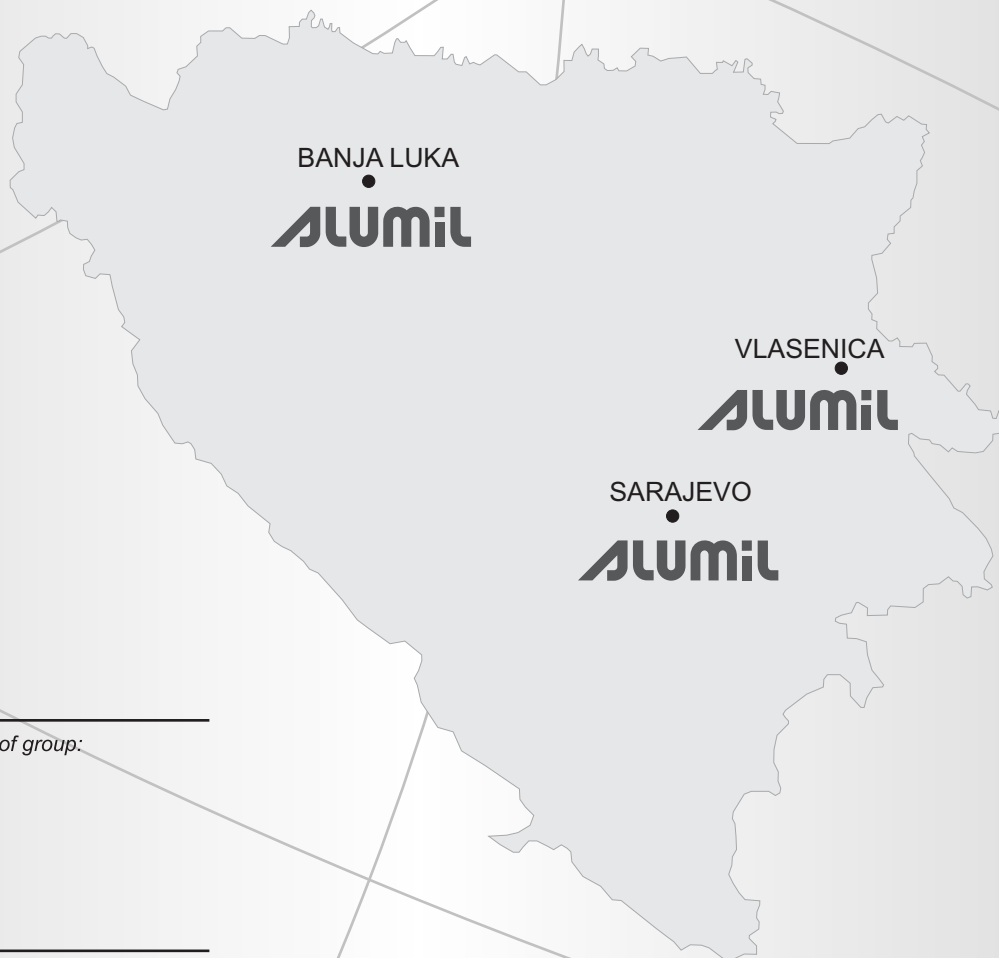 BANJA LUKA
ALUMIL
VLASENICA
ALUMIL
SARAJEVO
ALUMIL
of group: